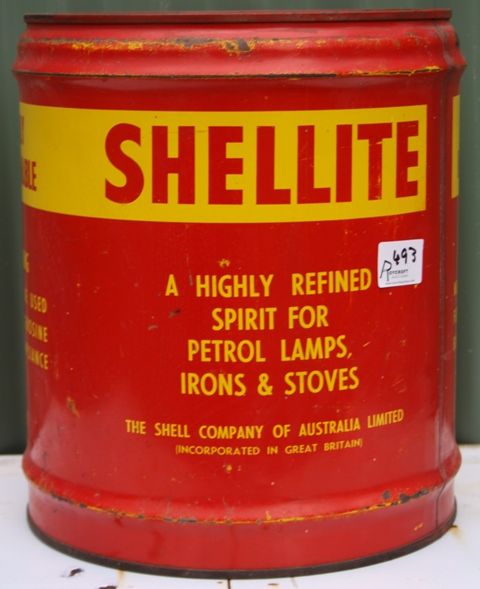 SHELLITE
A HIGHLY REFINED
SPIRIT FOR
PETROL LAMPS,
IRONS & STOVES
THE SHELL COMPANY OF AUSTRALIA LIMITED
(INCORPORATED IN GREAT BRITAIN)
493
USED